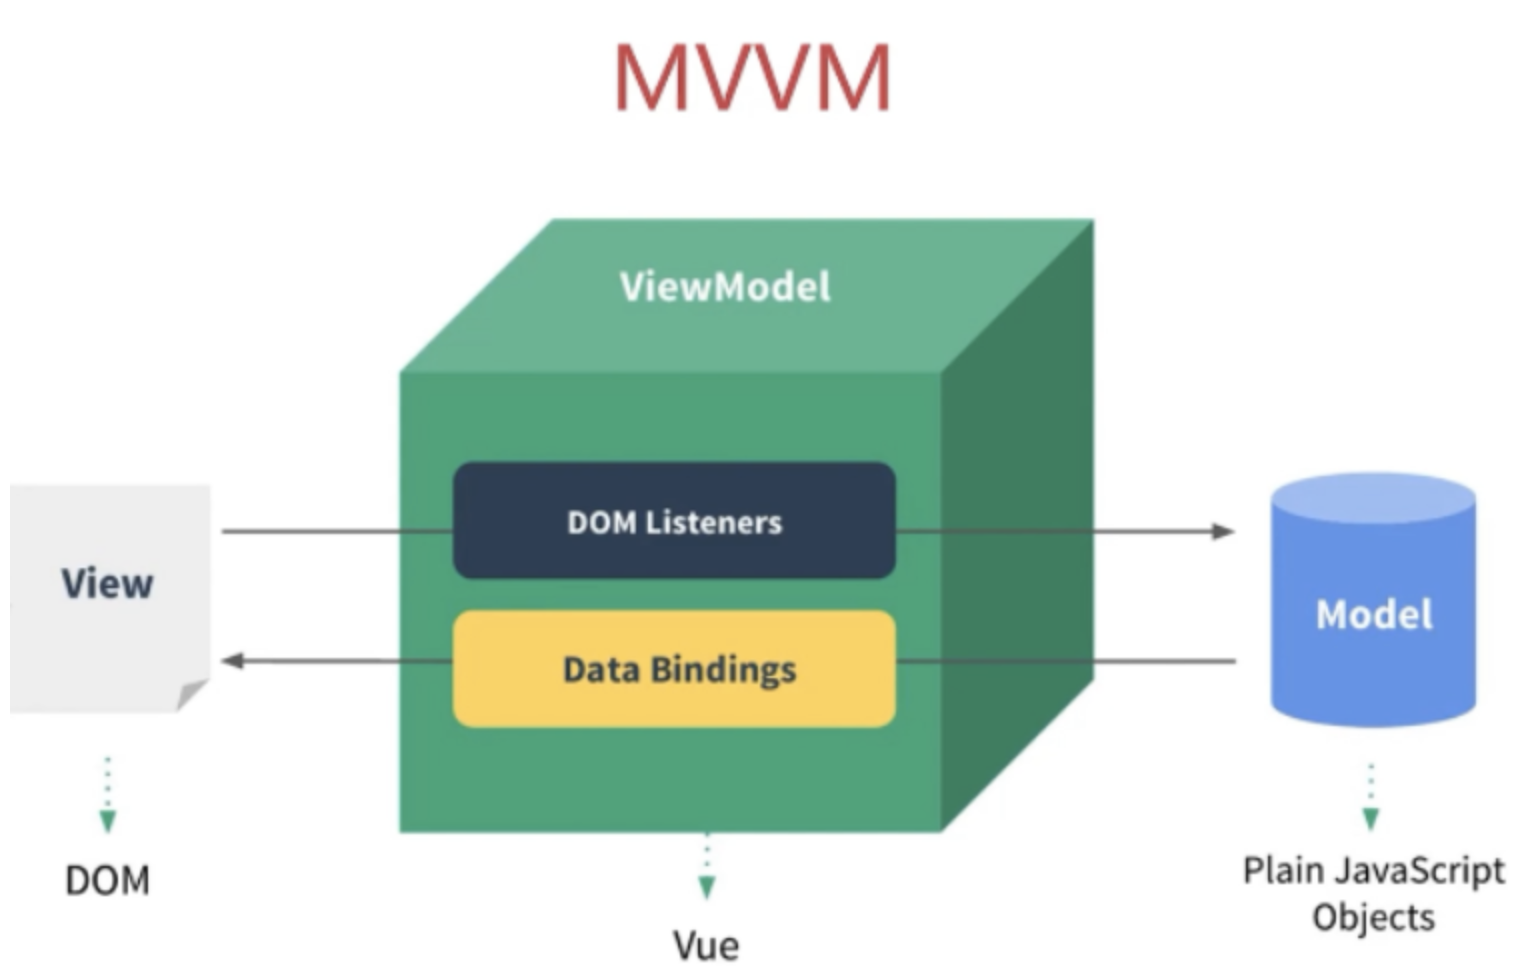 MVVM
ViewModel
DOM Listeners
View
Data Bindings
Model
DOM
Vue
Plain JavaScript
Objects